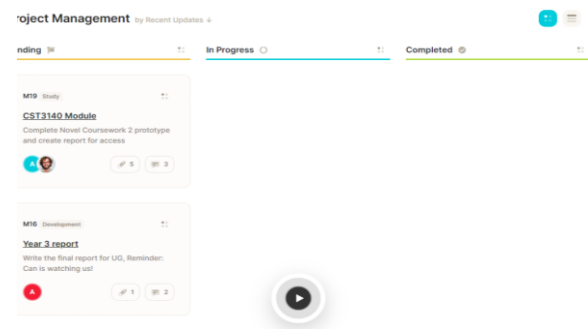 roject Management by Recent Updates ↓
nding
In Progress
Completed
M19 Study
CST3140 Module
Complete Novel Coursework 2 prototype
and create report for access
A
5
3
M16 Development
Year 3 report
Write the final report for UG, Reminder:
Can is watching us!
A
1
2